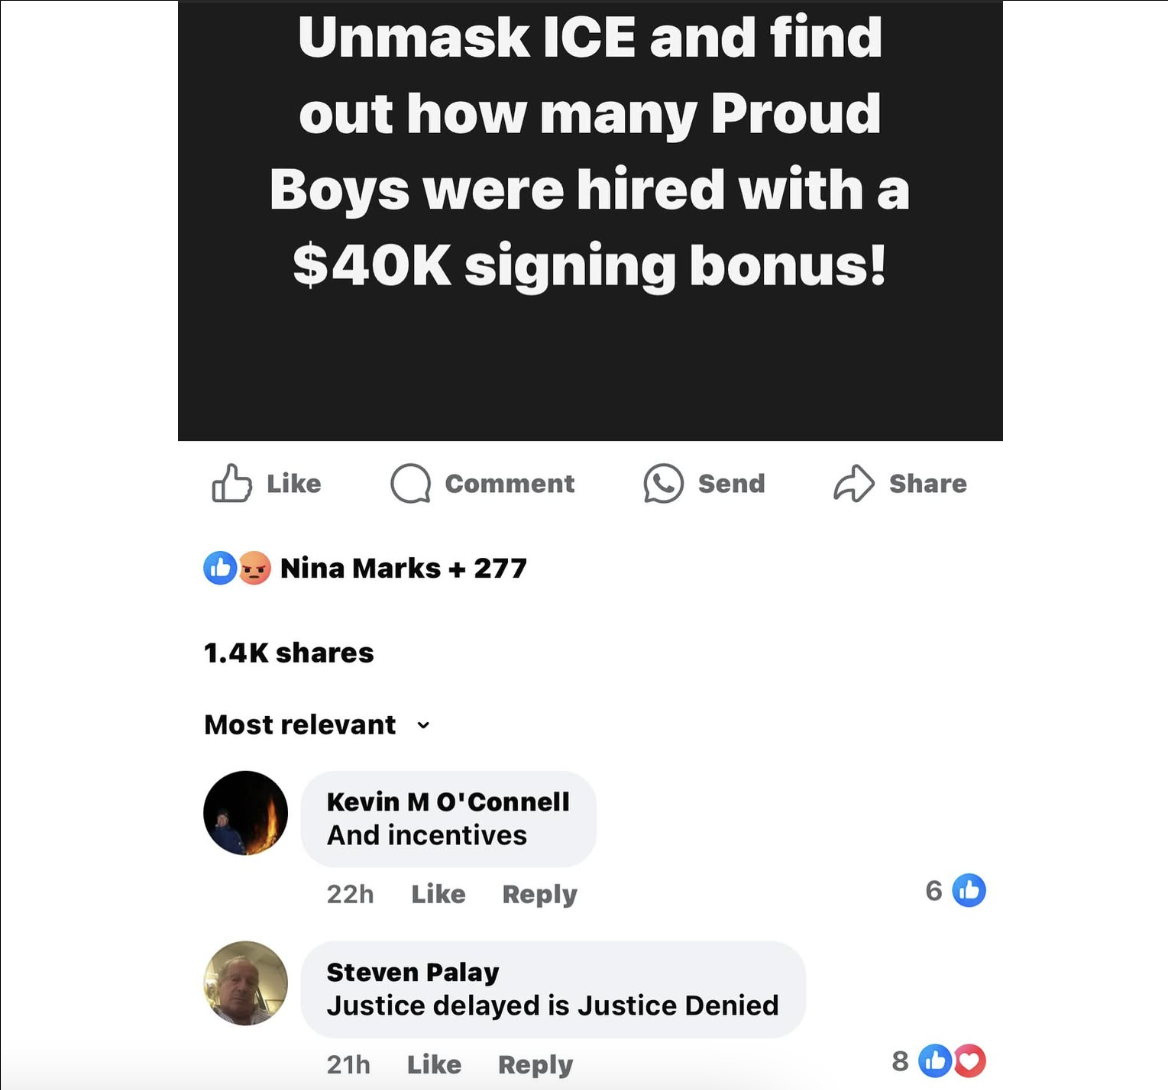 Unmask ICE and find
out how many Proud
Boys were hired with a
$40K signing bonus!
Like Comment Send Share
Nina Marks + 277
1.4K shares
Most relevant
Kevin M O'Connell
And incentives
22h Like Reply 6
Steven Palay
Justice delayed is Justice Denied
21h Like Reply 8